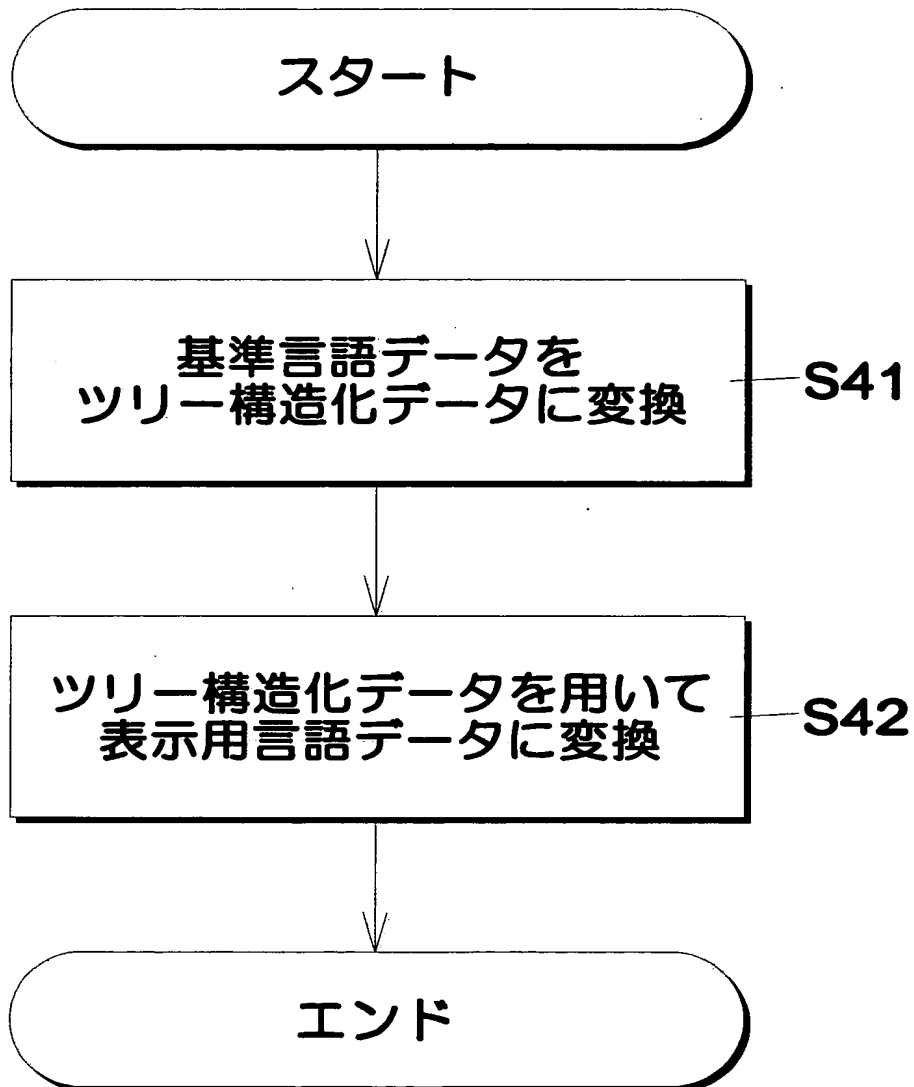 スタート
基準言語データを
ツリー構造化データに変換
S41
ツリー構造化データを用いて
表示用言語データに変換
S42
エンド